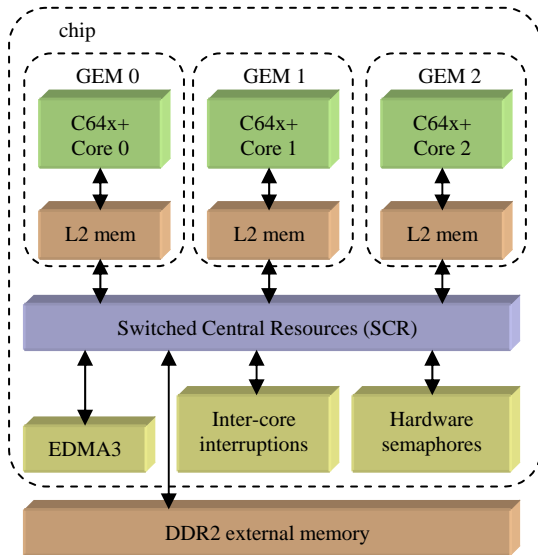 chip
GEM 0
GEM 1
GEM 2
C64x+
Core 0
C64x+
Core 1
C64x+
Core 2
L2 mem
L2 mem
L2 mem
Switched Central Resources (SCR)
EDMA3
Inter-core
interruptions
Hardware
semaphores
DDR2 external memory